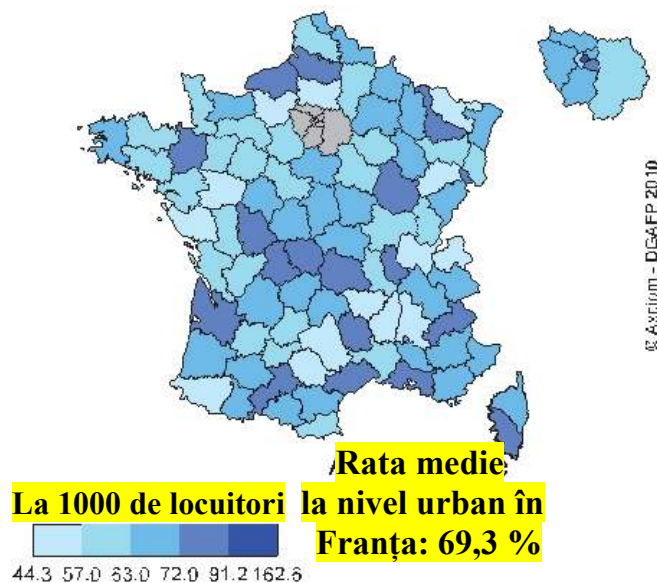 © Axciom - DGAFP 2010
Rata medie
La 1000 de locuitori la nivel urban în
Franța: 69,3 %
44.3 57.0 63.0 72.0 91.2 162.6